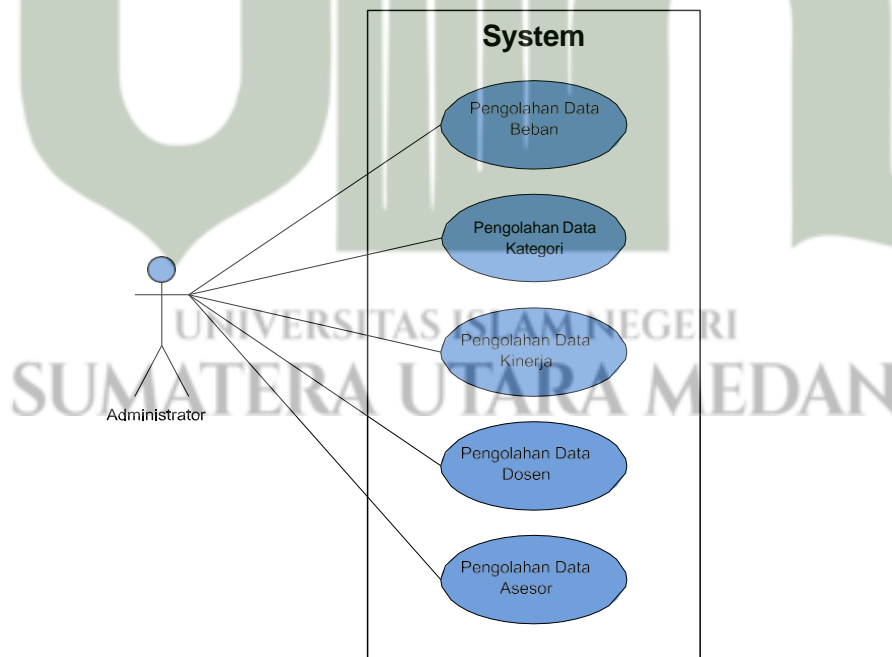 System
Pengolahan Data
Beban
Pengolahan Data
Kategori
UNIVERSITAS ISLAM NEGERI
Pengolahan Data
Kinerja
SUMATERA UTARA MEDAN
Administrator
Pengolahan Data
Dosen
Pengolahan Data
Asesor